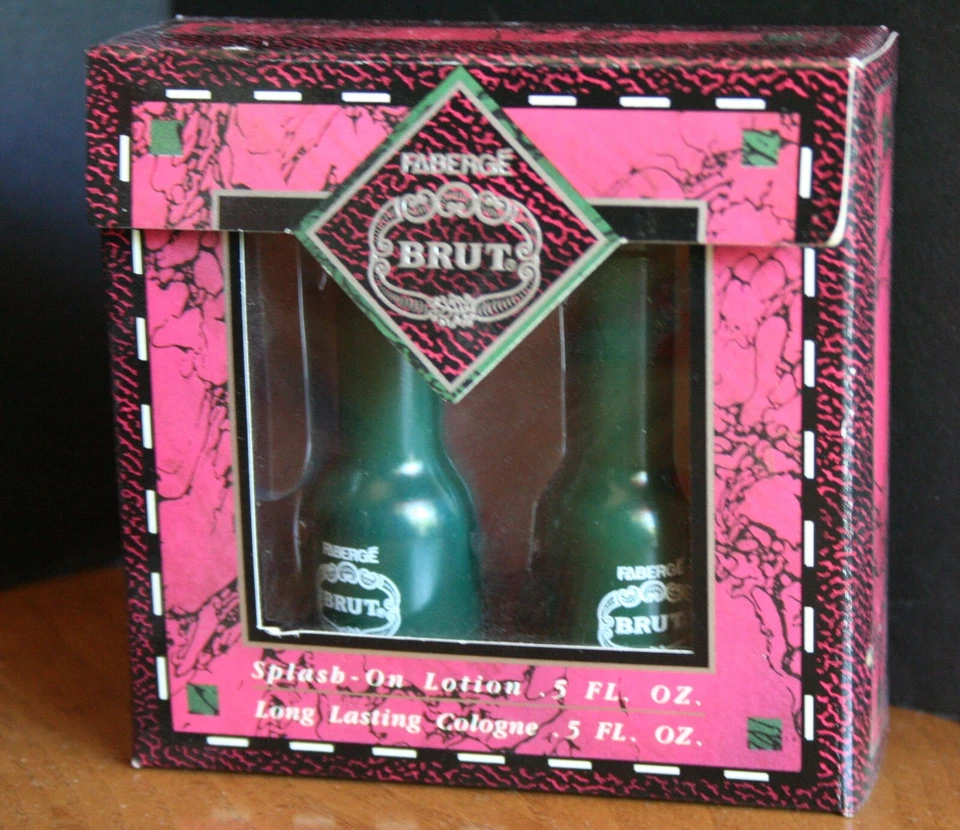 FABERGÉ
BRUT®
FABERGÉ
BRUT®
FABERGÉ
BRUT
Splash-On Lotion .5 FL. OZ.
Long Lasting Cologne .5 FL. OZ.